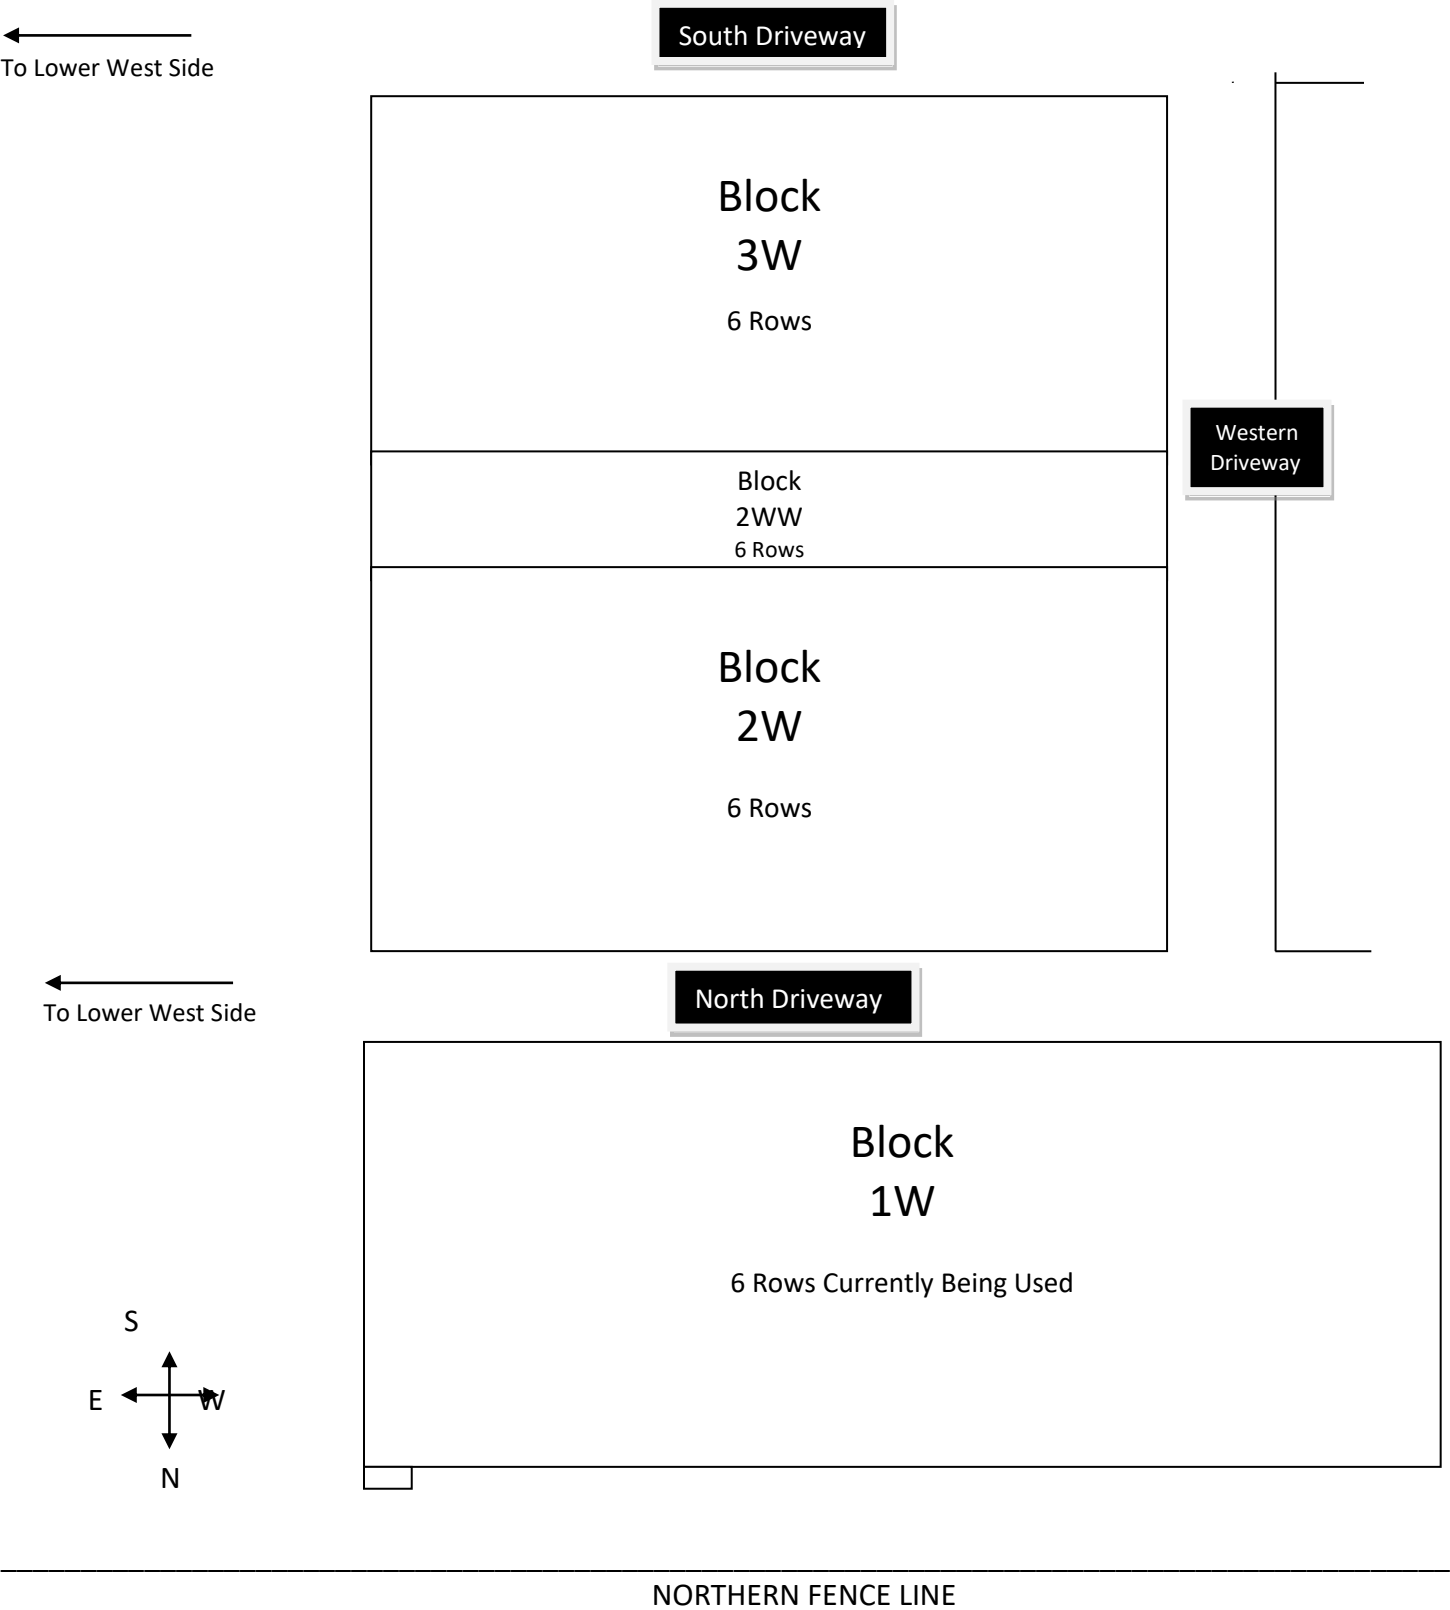 South Driveway
To Lower West Side
Block
3W
6 Rows
Western
Driveway
Block
2WW
6 Rows
Block
2W
6 Rows
North Driveway
To Lower West Side
Block
1W
6 Rows Currently Being Used
S
E W
N
NORTHERN FENCE LINE